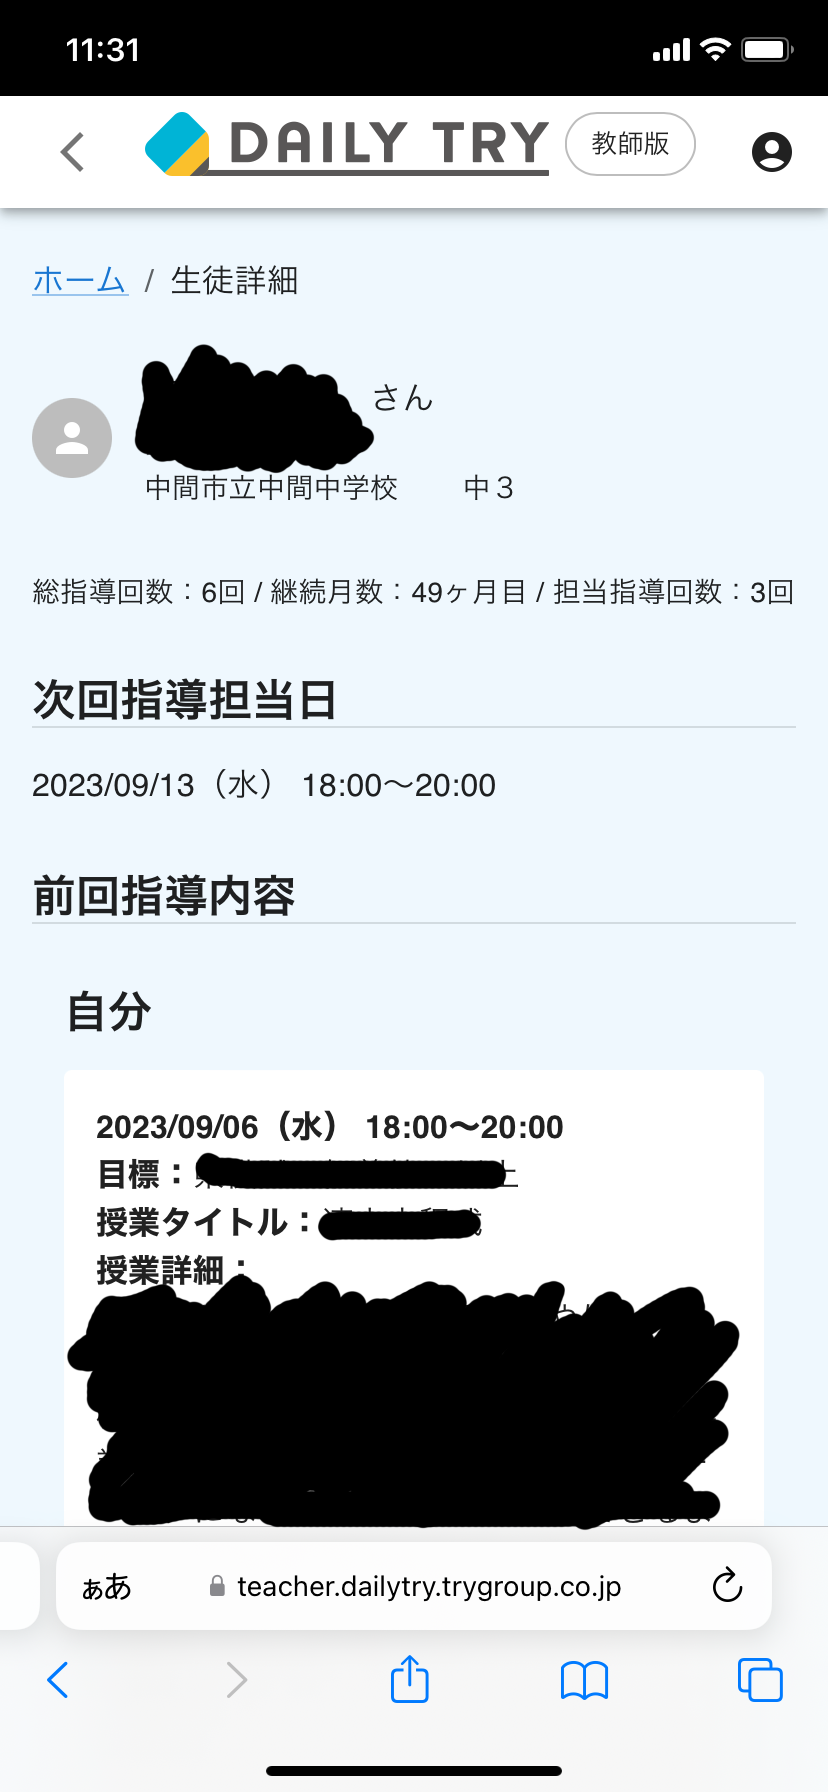 11:31
DAILY TRY 教師版
ホーム / 生徒詳細
さん
中間市立中間中学校 中３
総指導回数：6回 / 継続月数：49ヶ月目 / 担当指導回数：3回
次回指導担当日
2023/09/13（水） 18:00〜20:00
前回指導内容
自分
2023/09/06（水） 18:00〜20:00
目標：
授業タイトル：
授業詳細：
ぁあ teacher.dailytry.trygroup.co.jp